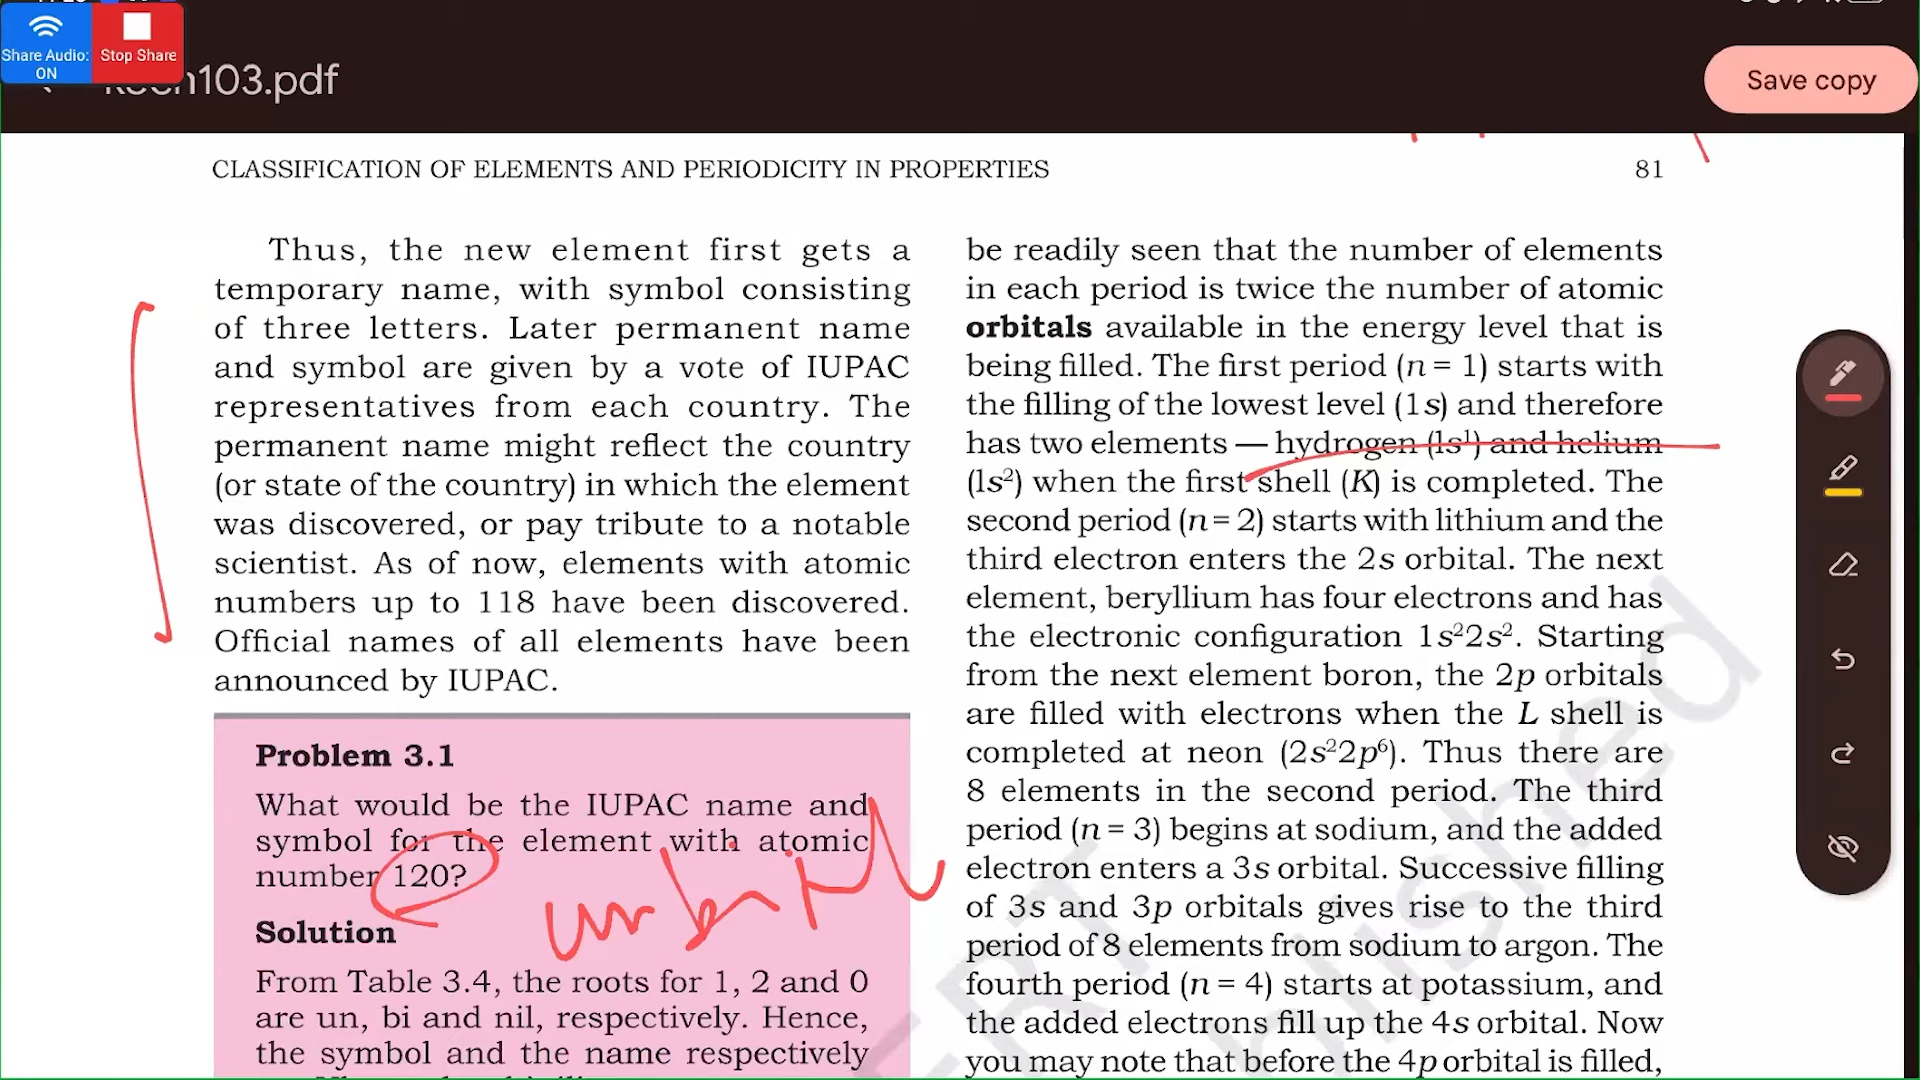 Share Audio: ON
Stop Share
103.pdf
Save copy
CLASSIFICATION OF ELEMENTS AND PERIODICITY IN PROPERTIES
81
Thus, the new element first gets a
temporary name, with symbol consisting
of three letters. Later permanent name
and symbol are given by a vote of IUPAC
representatives from each country. The
permanent name might reflect the country
(or state of the country) in which the element
was discovered, or pay tribute to a notable
scientist. As of now, elements with atomic
numbers up to 118 have been discovered.
Official names of all elements have been
announced by IUPAC.
Problem 3.1
What would be the IUPAC name and
symbol for the element with atomic
number 120?
Solution
From Table 3.4, the roots for 1, 2 and 0
are un, bi and nil, respectively. Hence,
the symbol and the name respectively
be readily seen that the number of elements
in each period is twice the number of atomic
orbitals available in the energy level that is
being filled. The first period (n = 1) starts with
the filling of the lowest level (1s) and therefore
has two elements — hydrogen (ls¹) and helium
(ls²) when the first shell (K) is completed. The
second period (n = 2) starts with lithium and the
third electron enters the 2s orbital. The next
element, beryllium has four electrons and has
the electronic configuration 1s²2s². Starting
from the next element boron, the 2p orbitals
are filled with electrons when the L shell is
completed at neon (2s²2p⁶). Thus there are
8 elements in the second period. The third
period (n = 3) begins at sodium, and the added
electron enters a 3s orbital. Successive filling
of 3s and 3p orbitals gives rise to the third
period of 8 elements from sodium to argon. The
fourth period (n = 4) starts at potassium, and
the added electrons fill up the 4s orbital. Now
you may note that before the 4p orbital is filled,